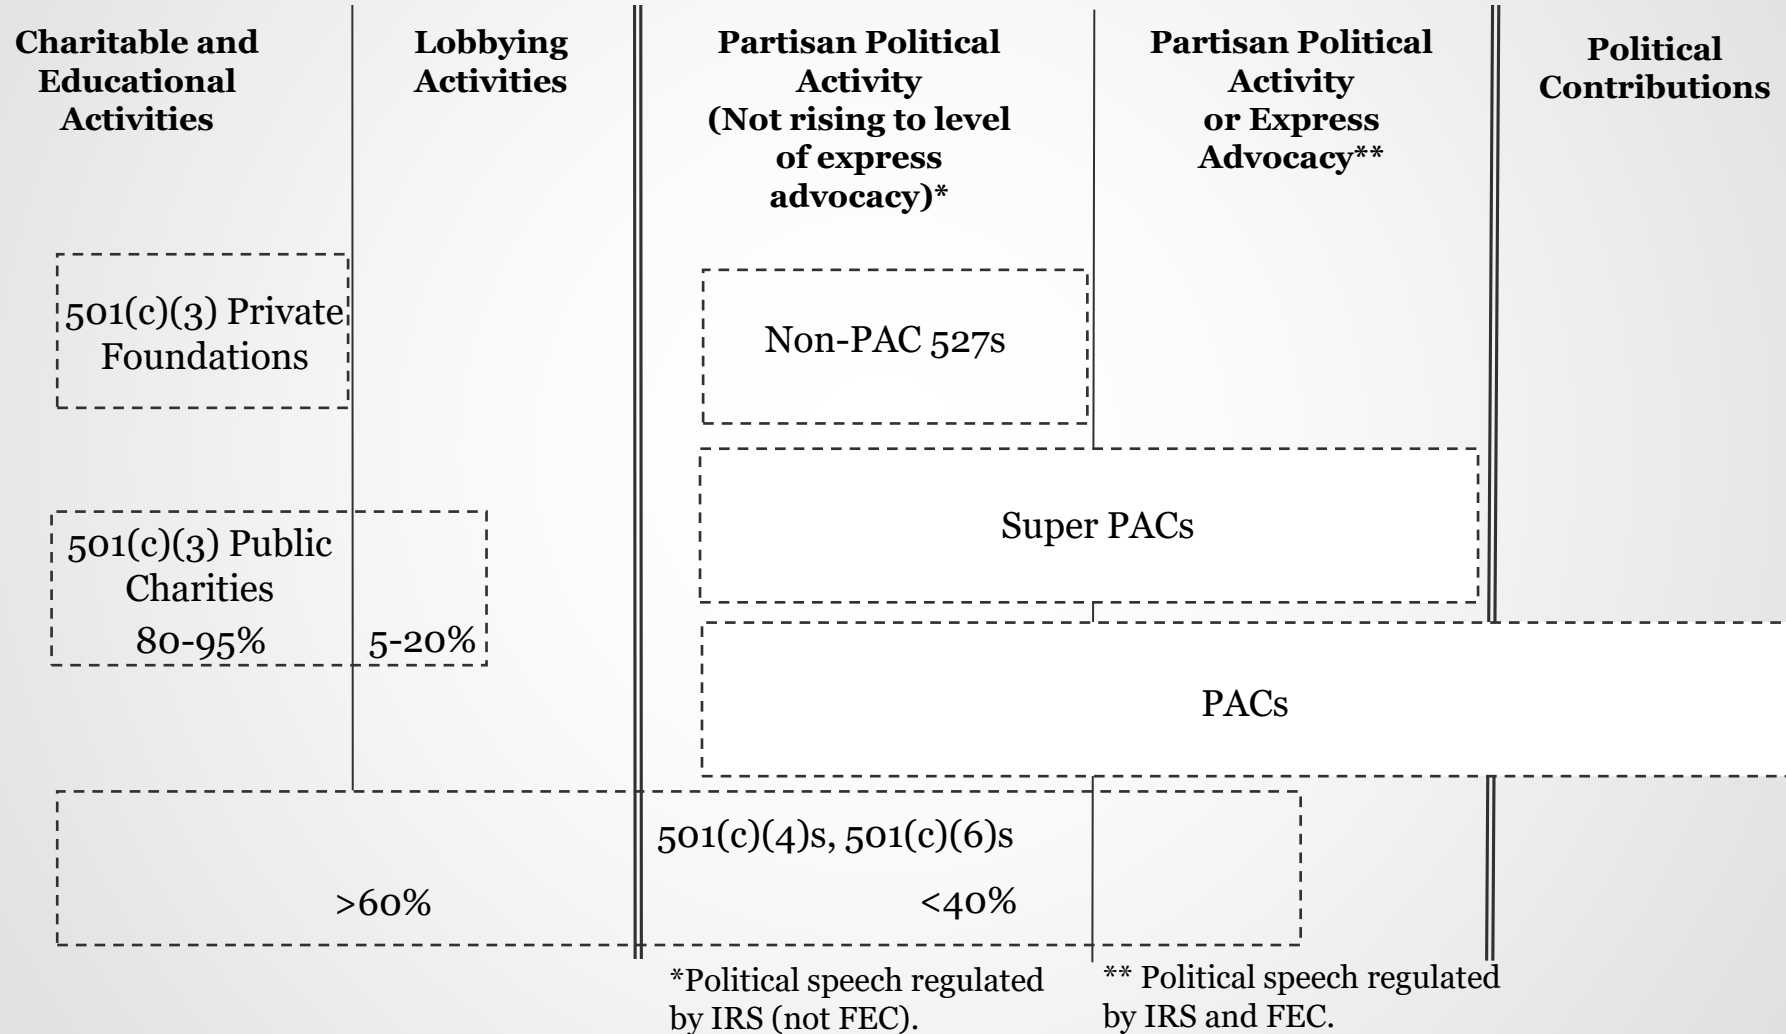 Charitable and
Educational
Activities
Lobbying
Activities
Partisan Political
Activity
(Not rising to level
of express
advocacy)*
Partisan Political
Activity
or Express
Advocacy**
Political
Contributions
501(c)(3) Private
Foundations
Non-PAC 527s
Super PACs
501(c)(3) Public
Charities
80-95%
5-20%
PACs
501(c)(4)s, 501(c)(6)s
>60%
<40%
*Political speech regulated
by IRS (not FEC).
** Political speech regulated
by IRS and FEC.